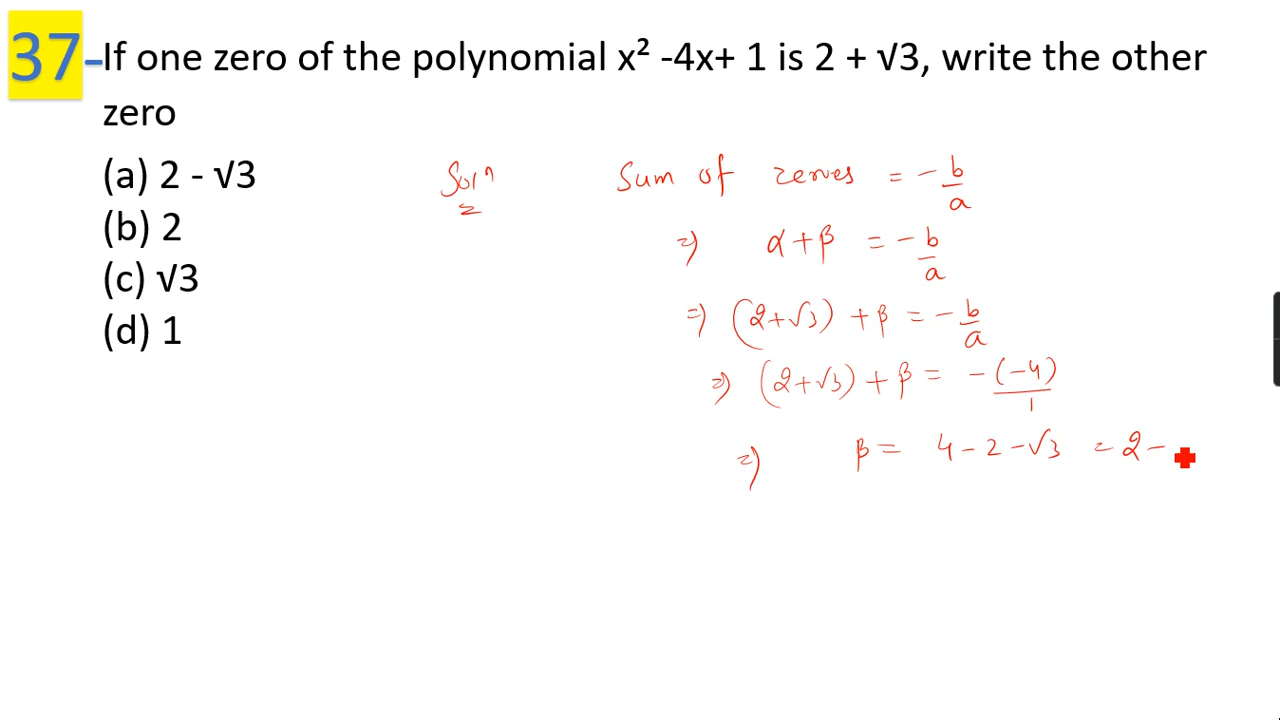 37-If one zero of the polynomial x² -4x+ 1 is 2 + √3, write the other
zero
(a) 2 - √3
(b) 2
(c) √3
(d) 1
Solⁿ
Sum of zeroes = - b/a
⇒ α + β = - b/a
⇒ (2+√3) + β = - b/a
⇒ (2+√3) + β = - (-4)/1
⇒ β = 4 - 2 - √3 = 2 -